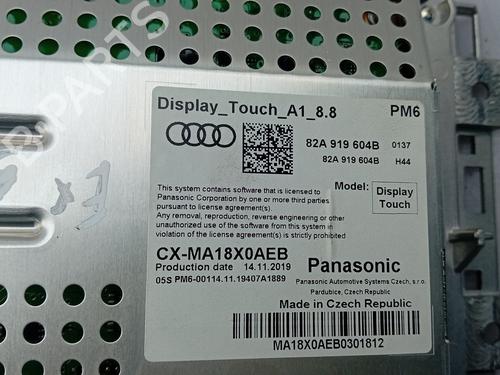 Display_Touch_A1_8.8
PM6
82A 919 604B 0137
82A 919 604B H44
This system contains software that is licensed to
Panasonic Corporation by one or more third parties
pursuant to license agreement(s)
Any removal, reproduction, reverse engineering or other
unauthorized use of the software from this system in
violation of the license agreement(s) is strictly prohibited
Model:
Display
Touch
CX-MA18X0AEB
Production date 14.11.2019
05S PM6-00114.11.19407A1889
Panasonic
Panasonic Automotive Systems Czech, s.r.o.
Pardubice, Czech Republic
Made in Czech Republic
MA18X0AEB0301812